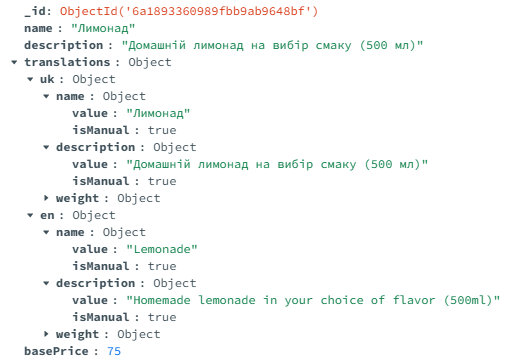 _id: ObjectId('6a1893360989fbb9ab9648bf')
name : "Лимонад"
description : "Домашній лимонад на вибір смаку (500 мл)"
translations : Object
uk : Object
name : Object
value : "Лимонад"
isManual : true
description : Object
value : "Домашній лимонад на вибір смаку (500 мл)"
isManual : true
weight : Object
en : Object
name : Object
value : "Lemonade"
isManual : true
description : Object
value : "Homemade lemonade in your choice of flavor (500ml)"
isManual : true
weight : Object
basePrice : 75